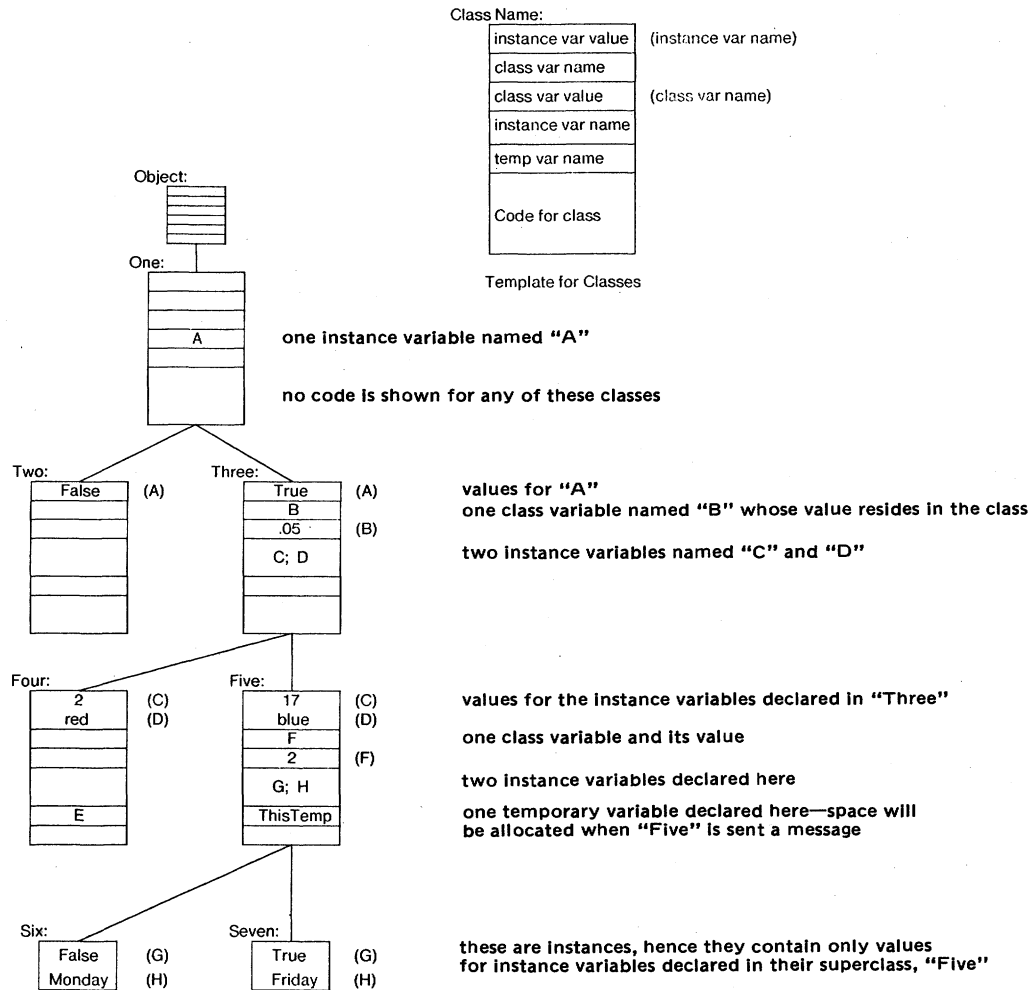 Class Name:
instance var value (instance var name)
class var name
class var value (class var name)
instance var name
temp var name
Code for class
Template for Classes
Object:
One:
A one instance variable named “A”
no code is shown for any of these classes
Two: Three:
False (A) True (A) values for “A”
B one class variable named “B” whose value resides in the class
.05 (B)
C; D two instance variables named “C” and “D”
Four: Five:
2 (C) 17 (C) values for the instance variables declared in “Three”
red (D) blue (D)
F one class variable and its value
2 (F)
G; H two instance variables declared here
E ThisTemp one temporary variable declared here—space will
be allocated when “Five” is sent a message
Six: Seven:
False (G) True (G) these are instances, hence they contain only values
Monday (H) Friday (H) for instance variables declared in their superclass, “Five”